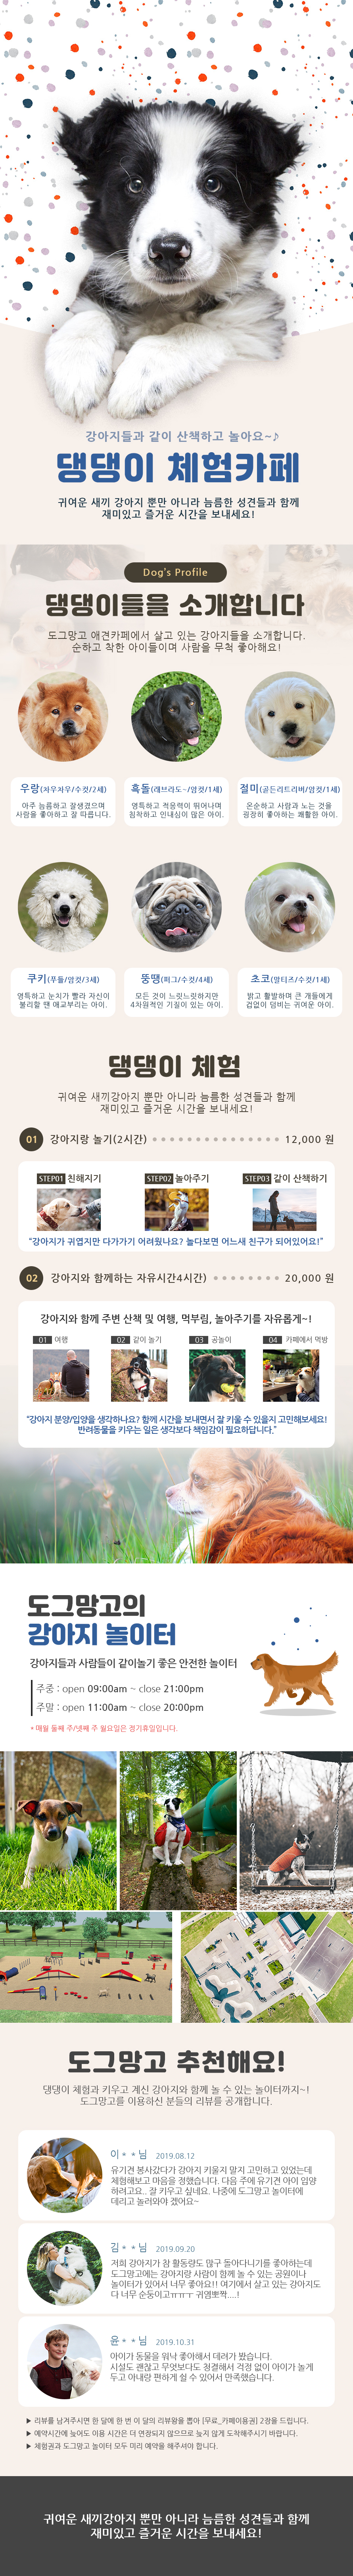 강아지들과 같이 산책하고 놀아요~♪
댕댕이 체험카페
귀여운 새끼 강아지 뿐만 아니라 늠름한 성견들과 함께
재미있고 즐거운 시간을 보내세요!
Dog's Profile
댕댕이들을 소개합니다
도그망고 애견카페에서 살고 있는 강아지들을 소개합니다.
순하고 착한 아이들이며 사람을 무척 좋아해요!
우량(차우차우/수컷/2세)
아주 늠름하고 잘생겼으며
사람을 좋아하고 잘 따릅니다.
흑돌(래브라도~/암컷/1세)
영특하고 적응력이 뛰어나며
침착하고 인내심이 많은 아이.
절미(골든리트리버/암컷/1세)
온순하고 사람과 노는 것을
굉장히 좋아하는 쾌활한 아이.
쿠키(푸들/암컷/3세)
영특하고 눈치가 빨라 자신이
불리할 땐 애교부리는 아이.
뚱땡(퍼그/수컷/4세)
모든 것이 느릿느릿하지만
4차원적인 기질이 있는 아이.
초코(말티즈/수컷/1세)
밝고 활발하며 큰 개들에게
겁없이 덤비는 귀여운 아이.
댕댕이 체험
귀여운 새끼강아지 뿐만 아니라 늠름한 성견들과 함께
재미있고 즐거운 시간을 보내세요!
01 강아지랑 놀기(2시간) 12,000 원
STEP01 친해지기
STEP02 놀아주기
STEP03 같이 산책하기
“강아지가 귀엽지만 다가가기 어려웠나요? 놀다보면 어느새 친구가 되어있어요!”
02 강아지와 함께하는 자유시간4시간) 20,000 원
강아지와 함께 주변 산책 및 여행, 먹부림, 놀아주기를 자유롭게~!
01 여행
02 같이 놀기
03 공놀이
04 카페에서 먹방
“강아지 분양/입양을 생각하나요? 함께 시간을 보내면서 잘 키울 수 있을지 고민해보세요!
반려동물을 키우는 일은 생각보다 책임감이 필요하답니다.”
도그망고의
강아지 놀이터
강아지들과 사람들이 같이놀기 좋은 안전한 놀이터
주중 : open 09:00am ~ close 21:00pm
주말 : open 11:00am ~ close 20:00pm
*매월 둘째 주/넷째 주 월요일은 정기휴일입니다.
도그망고 추천해요!
댕댕이 체험과 키우고 계신 강아지와 함께 놀 수 있는 놀이터까지~!
도그망고를 이용하신 분들의 리뷰를 공개합니다.
이**님 2019.08.12
유기견 봉사갔다가 강아지 키울지 말지 고민하고 있었는데
체험해보고 마음을 정했습니다. 다음 주에 유기견 아이 입양
하려고요.. 잘 키우고 싶네요. 나중에 도그망고 놀이터에
데리고 놀러와야 겠어요~
김**님 2019.09.20
저희 강아지가 참 활동량도 많구 돌아다니기를 좋아하는데
도그망고에는 강아지랑 사람이 함께 놀 수 있는 공원이나
놀이터가 있어서 너무 좋아요!! 여기에서 살고 있는 강아지도
다 너무 순둥이고ㅠㅠㅜ 귀염뽀짝....!
윤**님 2019.10.31
아이가 동물을 워낙 좋아해서 데려가 봤습니다.
시설도 괜찮고 무엇보다도 청결해서 걱정 없이 아이가 놀게
두고 아내랑 편하게 쉴 수 있어서 만족했습니다.
▶ 리뷰를 남겨주시면 한 달에 한 번 이 달의 리뷰왕을 뽑아 [무료_카페이용권] 2장을 드립니다.
▶ 예약시간에 늦어도 이용 시간은 더 연장되지 않으므로 늦지 않게 도착해주시기 바랍니다.
▶ 체험권과 도그망고 놀이터 모두 미리 예약을 해주셔야 합니다.
귀여운 새끼강아지 뿐만 아니라 늠름한 성견들과 함께
재미있고 즐거운 시간을 보내세요!